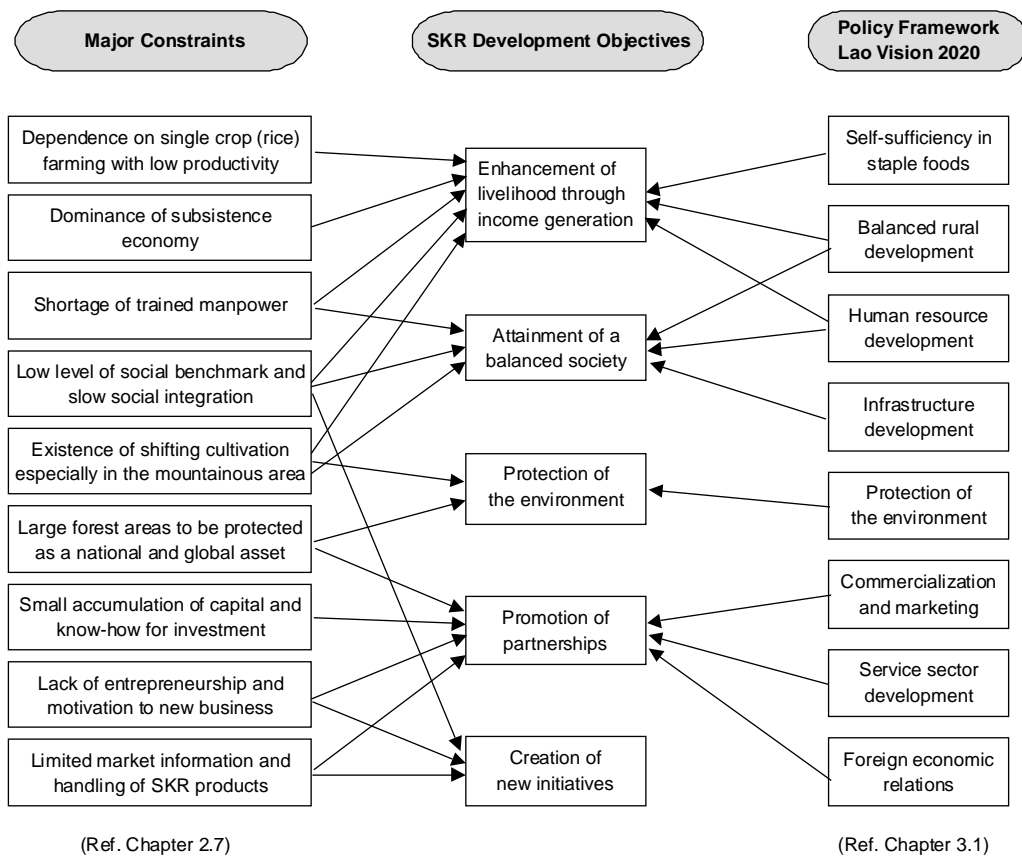 Major Constraints
SKR Development Objectives
Policy Framework
Lao Vision 2020
Dependence on single crop (rice)
farming with low productivity
Dominance of subsistence
economy
Shortage of trained manpower
Low level of social benchmark and
slow social integration
Existence of shifting cultivation
especially in the mountainous area
Large forest areas to be protected
as a national and global asset
Small accumulation of capital and
know-how for investment
Lack of entrepreneurship and
motivation to new business
Limited market information and
handling of SKR products
(Ref. Chapter 2.7)
Enhancement of
livelihood through
income generation
Attainment of a
balanced society
Protection of
the environment
Promotion of
partnerships
Creation of
new initiatives
Self-sufficiency in
staple foods
Balanced rural
development
Human resource
development
Infrastructure
development
Protection of
the environment
Commercialization
and marketing
Service sector
development
Foreign economic
relations
(Ref. Chapter 3.1)